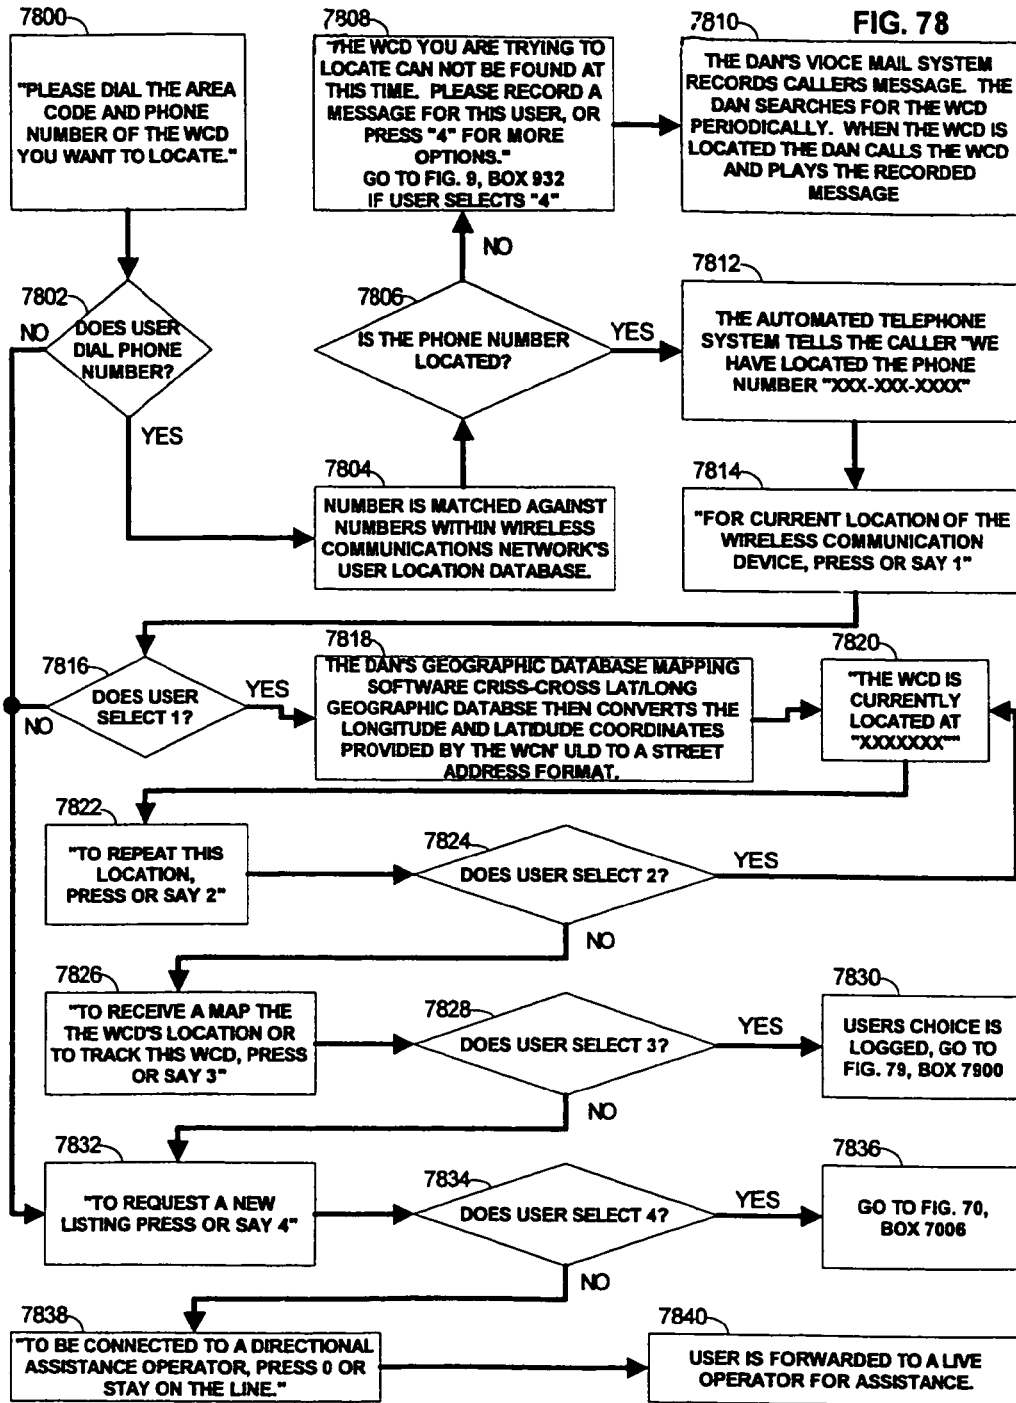 FIG. 78
7800
"PLEASE DIAL THE AREA
CODE AND PHONE
NUMBER OF THE WCD
YOU WANT TO LOCATE."
7808
"THE WCD YOU ARE TRYING TO
LOCATE CAN NOT BE FOUND AT
THIS TIME. PLEASE RECORD A
MESSAGE FOR THIS USER, OR
PRESS "4" FOR MORE
OPTIONS."
GO TO FIG. 9, BOX 932
IF USER SELECTS "4"
7810
THE DAN'S VIOCE MAIL SYSTEM
RECORDS CALLERS MESSAGE. THE
DAN SEARCHES FOR THE WCD
PERIODICALLY. WHEN THE WCD IS
LOCATED THE DAN CALLS THE WCD
AND PLAYS THE RECORDED
MESSAGE
7802
NO
DOES USER
DIAL PHONE
NUMBER?
YES
7806
NO
IS THE PHONE NUMBER
LOCATED?
YES
7812
THE AUTOMATED TELEPHONE
SYSTEM TELLS THE CALLER "WE
HAVE LOCATED THE PHONE
NUMBER "XXX-XXX-XXXX"
7804
NUMBER IS MATCHED AGAINST
NUMBERS WITHIN WIRELESS
COMMUNICATIONS NETWORK'S
USER LOCATION DATABASE.
7814
"FOR CURRENT LOCATION OF THE
WIRELESS COMMUNICATION
DEVICE, PRESS OR SAY 1"
7816
DOES USER
SELECT 1?
YES
NO
7818
THE DAN'S GEOGRAPHIC DATABASE MAPPING
SOFTWARE CRISS-CROSS LAT/LONG
GEOGRAPHIC DATABSE THEN CONVERTS THE
LONGITUDE AND LATIDUDE COORDINATES
PROVIDED BY THE WCN' ULD TO A STREET
ADDRESS FORMAT.
7820
"THE WCD IS
CURRENTLY
LOCATED AT
"XXXXXXX""
7822
"TO REPEAT THIS
LOCATION,
PRESS OR SAY 2"
7824
DOES USER SELECT 2?
YES
NO
7826
"TO RECEIVE A MAP THE
THE WCD'S LOCATION OR
TO TRACK THIS WCD, PRESS
OR SAY 3"
7828
DOES USER SELECT 3?
YES
NO
7830
USERS CHOICE IS
LOGGED, GO TO
FIG. 79, BOX 7900
7832
"TO REQUEST A NEW
LISTING PRESS OR SAY 4"
7834
DOES USER SELECT 4?
YES
NO
7836
GO TO FIG. 70,
BOX 7006
7838
"TO BE CONNECTED TO A DIRECTIONAL
ASSISTANCE OPERATOR, PRESS 0 OR
STAY ON THE LINE."
7840
USER IS FORWARDED TO A LIVE
OPERATOR FOR ASSISTANCE.